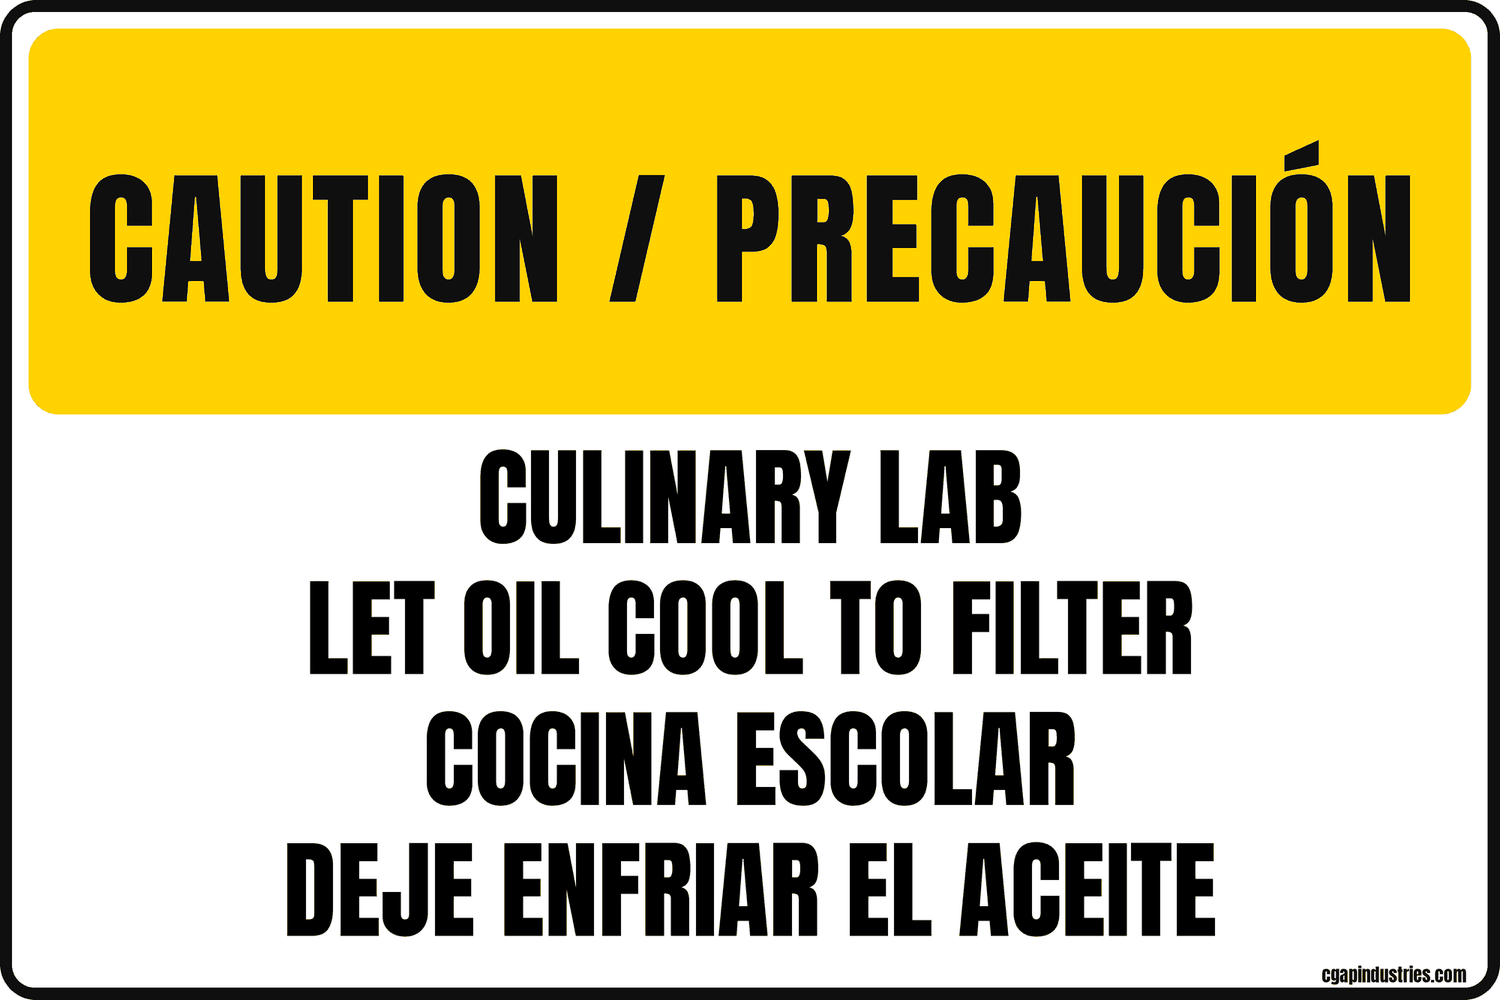 CAUTION / PRECAUCIÓN
CULINARY LAB
LET OIL COOL TO FILTER
COCINA ESCOLAR
DEJE ENFRIAR EL ACEITE
cgapindustries.com